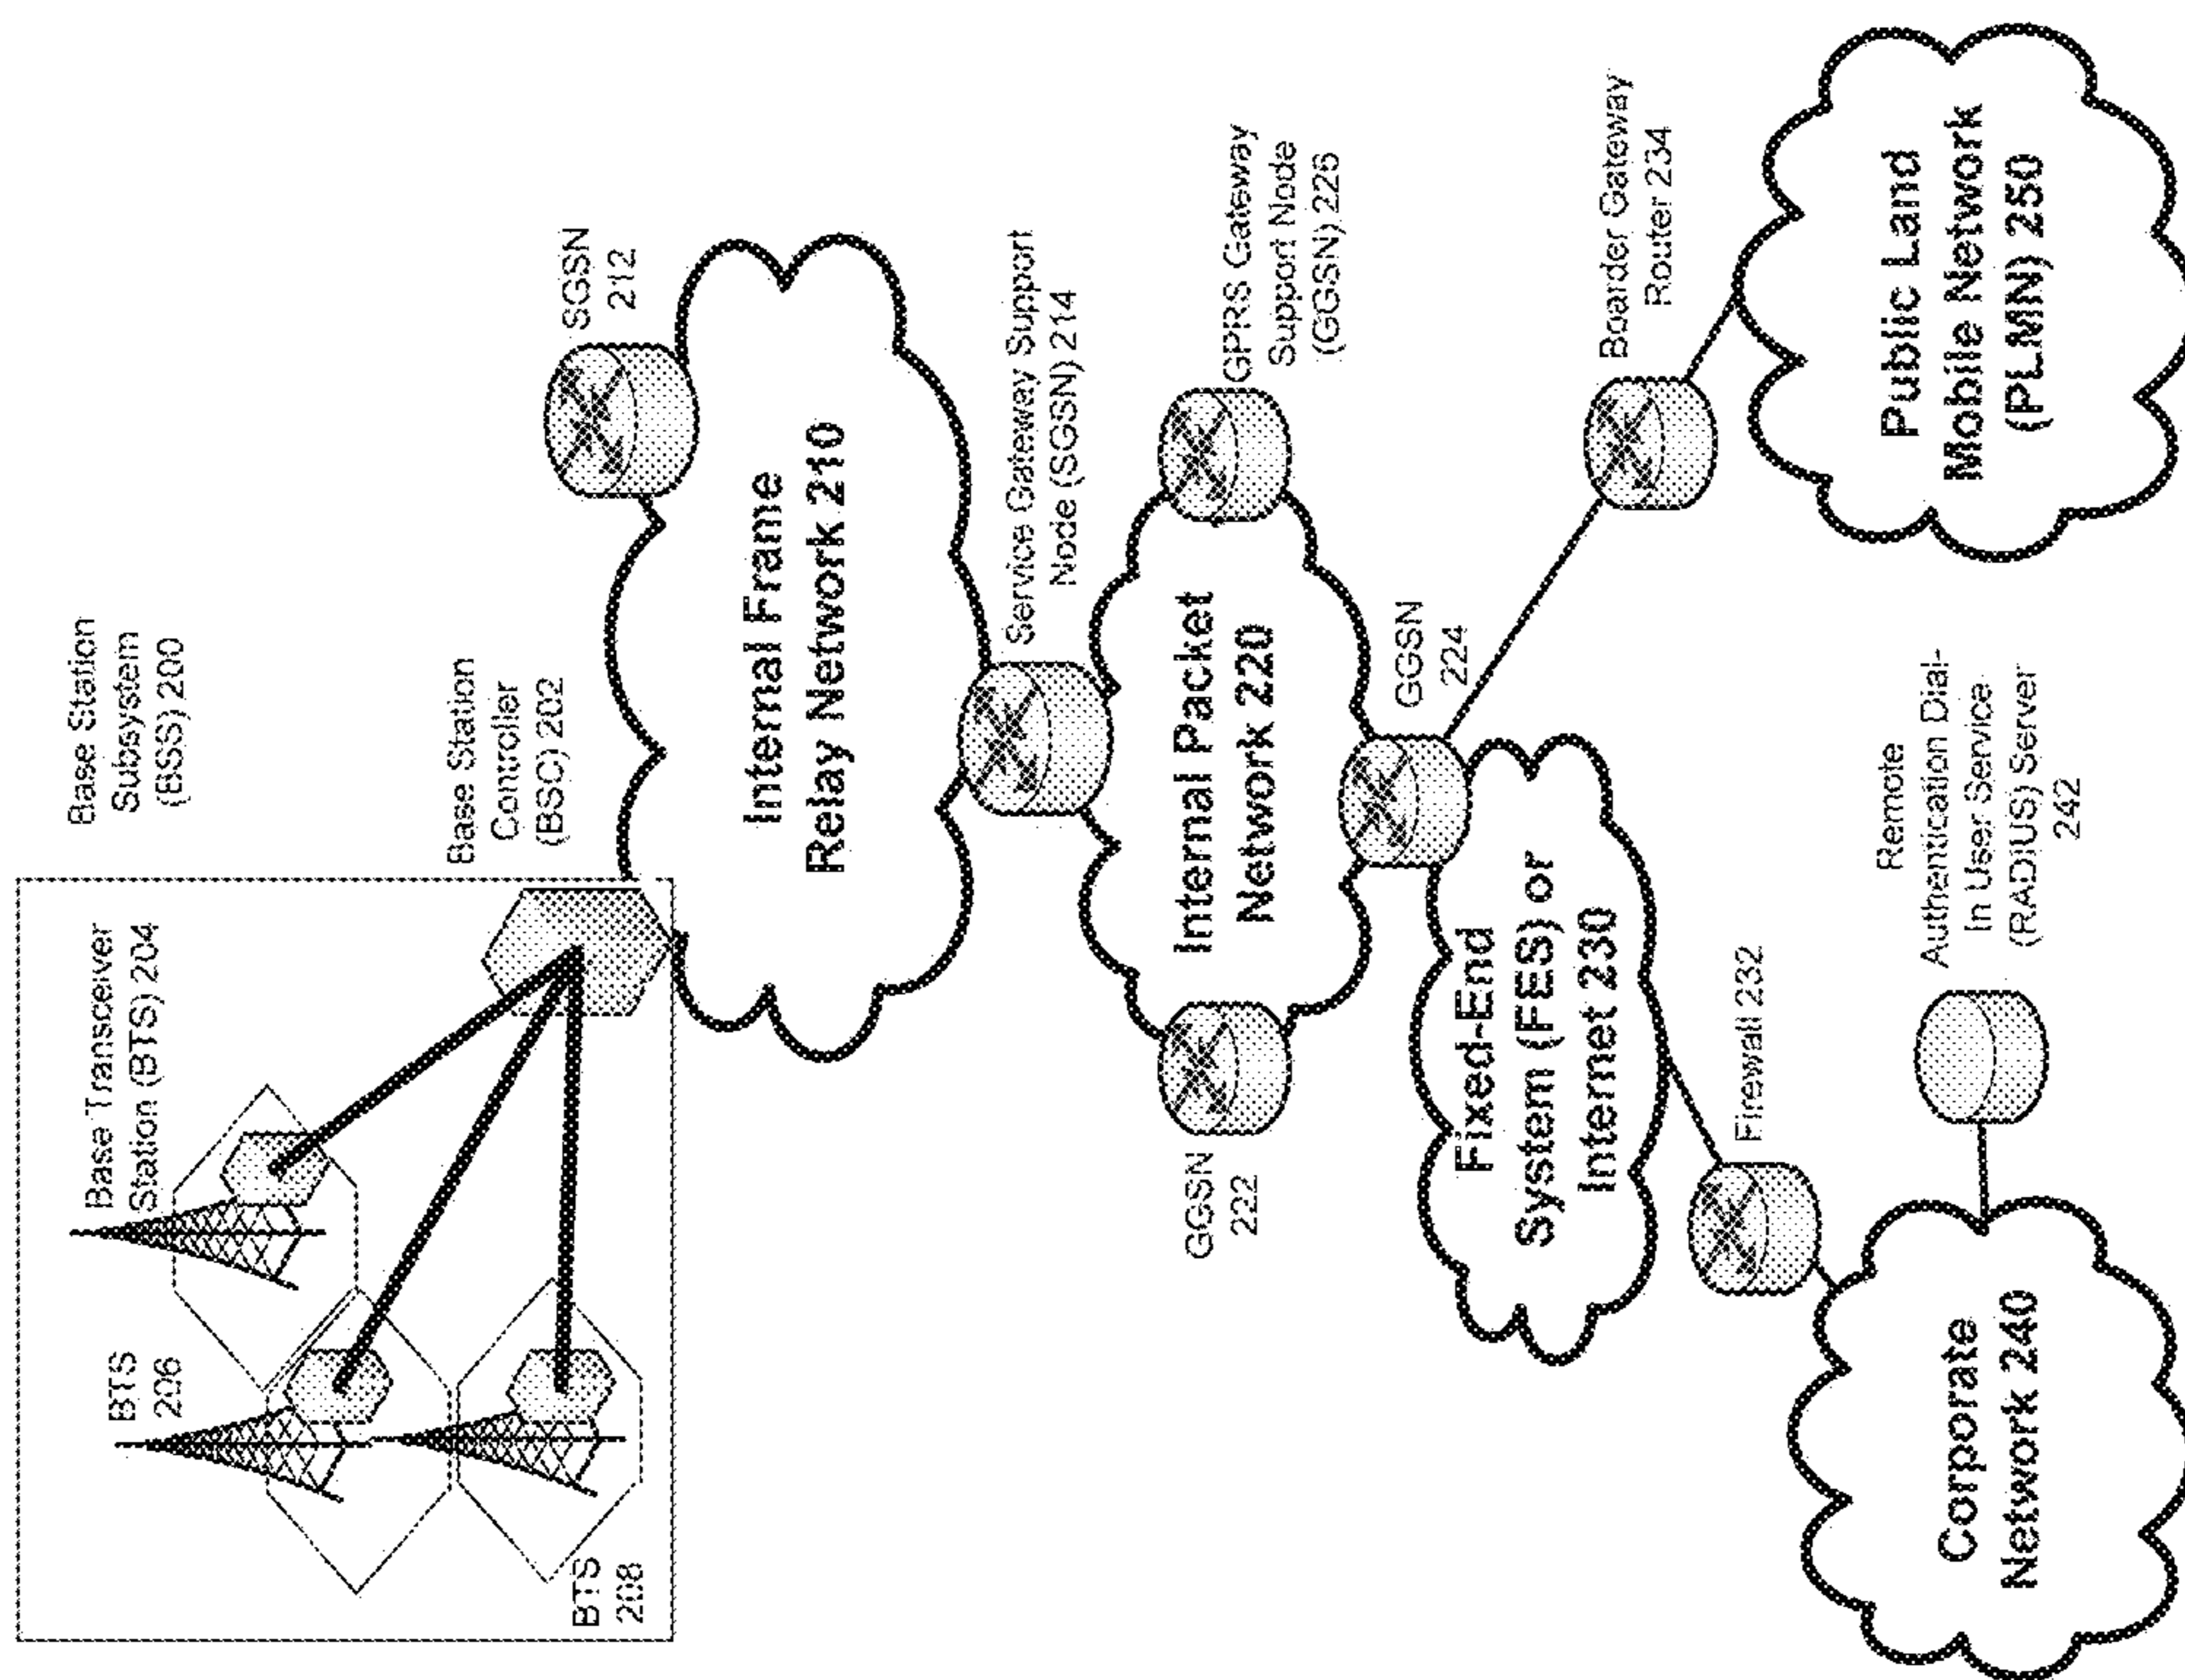 Base Station
Subsystem
(BSS) 200
Base Transceiver
Station (BTS) 204
BTS
206
BTS
208
Base Station
Controller
(BSC) 202
SGSN
212
Internal Frame
Relay Network 210
Service Gateway Support
Node (SGSN) 214
GPRS Gateway
Support Node
(GGSN) 226
Internal Packet
Network 220
GGSN
222
GGSN
224
Fixed-End
System (FES) or
Internet 230
Boarder Gateway
Router 234
Firewall 232
Remote
Authentication Dial-
In User Service
(RADIUS) Server
242
Public Land
Mobile Network
(PLMN) 250
Corporate
Network 240